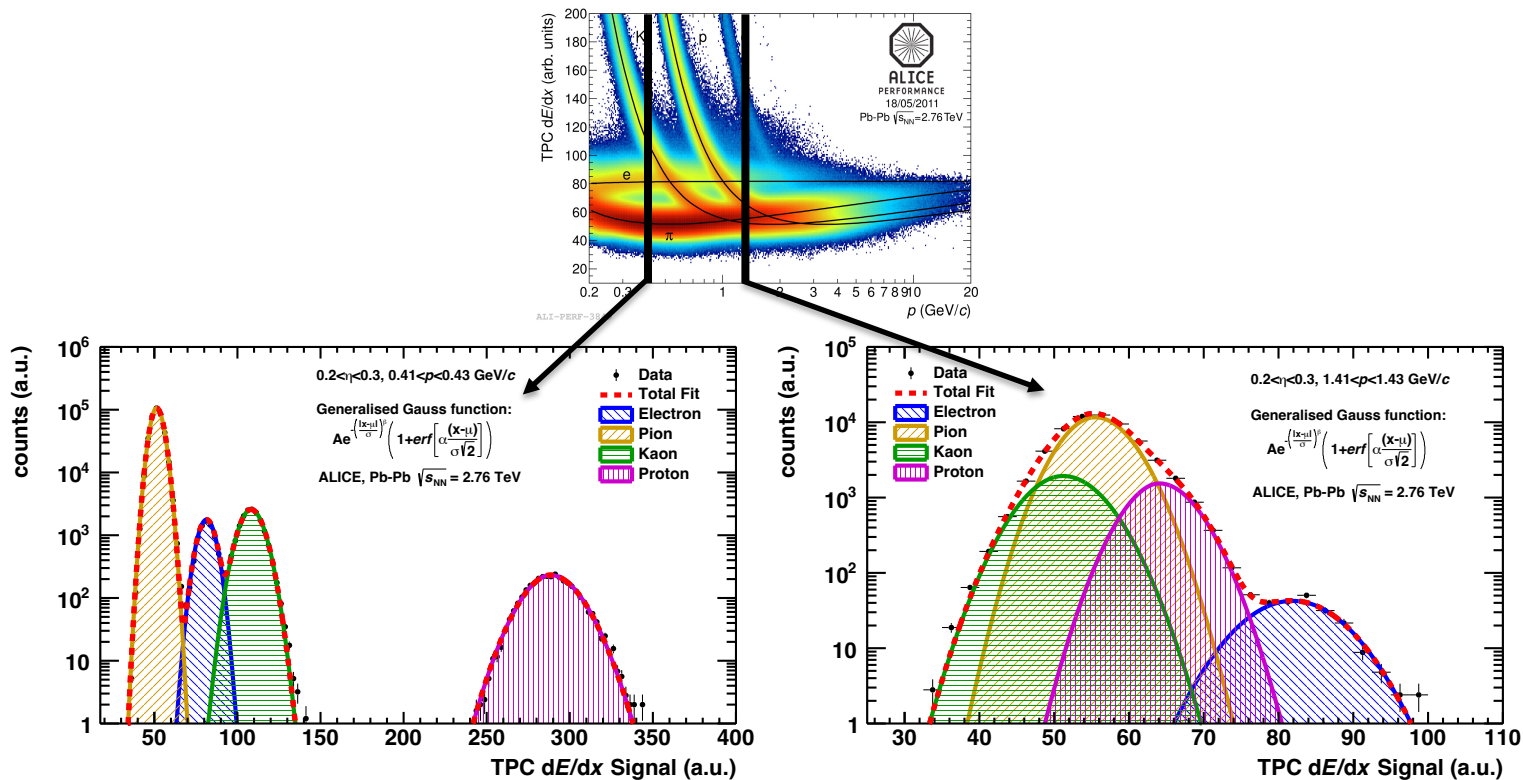 TPC dE/dx (arb. units)
200
180
160
140
120
100
80
60
40
20
K
p
e
π
ALICE
PERFORMANCE
18/05/2011
Pb-Pb √sNN=2.76 TeV
0.2 0.3 1 2 3 4 5 6 7 8 9 10 20
p (GeV/c)
counts (a.u.)
10^6
10^5
10^4
10^3
10^2
10
1
0.2<η<0.3, 0.41<p<0.43 GeV/c
Generalised Gauss function:
Ae^(|x-μ|/σ)^β (1+erf[α(x-μ)/σ√2])
ALICE, Pb-Pb √sNN = 2.76 TeV
Data
Total Fit
Electron
Pion
Kaon
Proton
50 100 150 200 250 300 350 400
TPC dE/dx Signal (a.u.)
counts (a.u.)
10^5
10^4
10^3
10^2
10
1
Data
Total Fit
Electron
Pion
Kaon
Proton
0.2<η<0.3, 1.41<p<1.43 GeV/c
Generalised Gauss function:
Ae^-(|x-μ|/σ)^β (1+erf[α(x-μ)/σ√2])
ALICE, Pb-Pb √sNN = 2.76 TeV
30 40 50 60 70 80 90 100 110
TPC dE/dx Signal (a.u.)